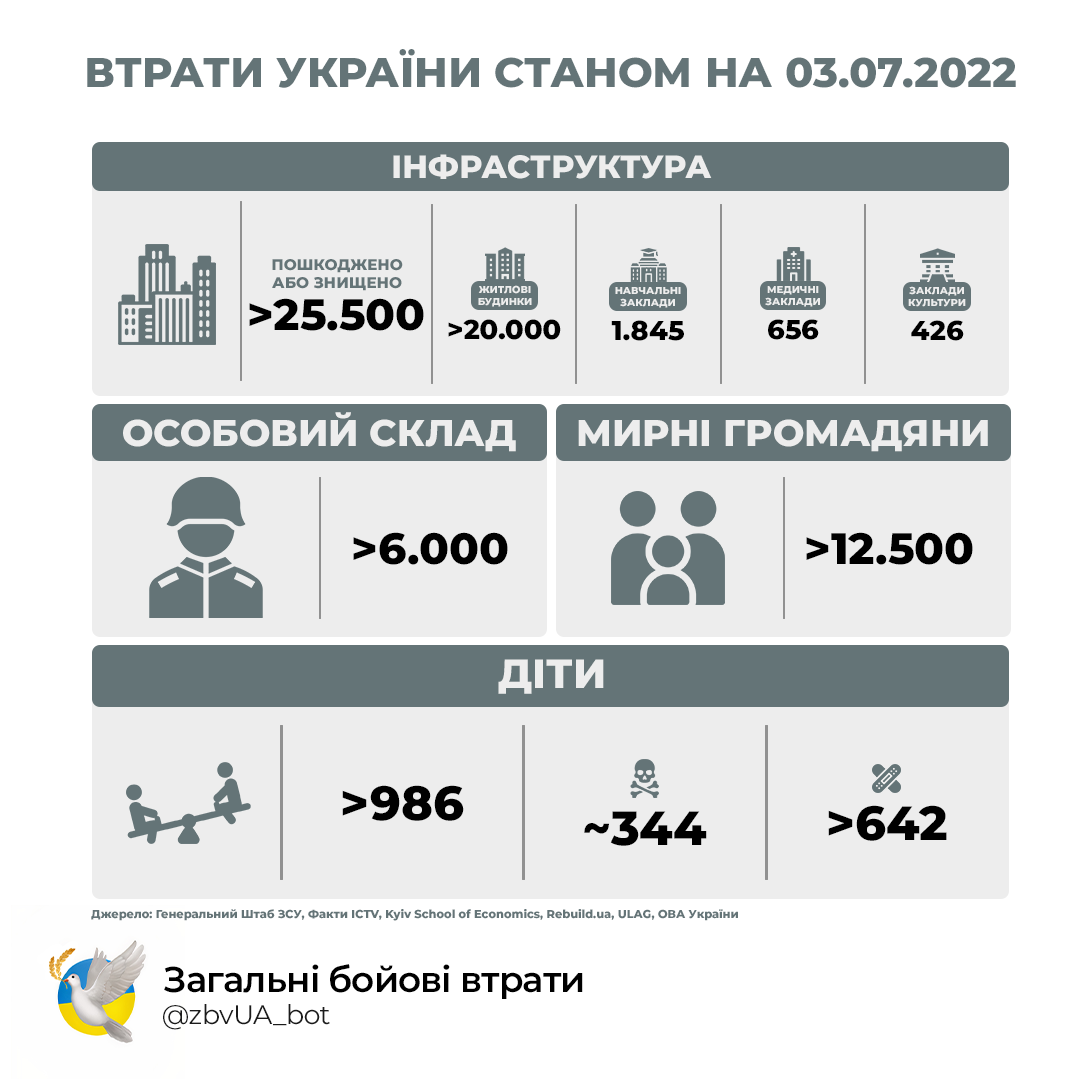 ВТРАТИ УКРАЇНИ СТАНОМ НА 03.07.2022
ІНФРАСТРУКТУРА
ПОШКОДЖЕНО
АБО ЗНИЩЕНО
>25.500
ЖИТЛОВІ
БУДИНКИ
>20.000
НАВЧАЛЬНІ
ЗАКЛАДИ
1.845
МЕДИЧНІ
ЗАКЛАДИ
656
ЗАКЛАДИ
КУЛЬТУРИ
426
ОСОБОВИЙ СКЛАД
>6.000
МИРНІ ГРОМАДЯНИ
>12.500
ДІТИ
>986
~344
>642
Джерело: Генеральний Штаб ЗСУ, Факти ICTV, Kyiv School of Economics, Rebuild.ua, ULAG, ОВА України
Загальні бойові втрати
@zbvUA_bot